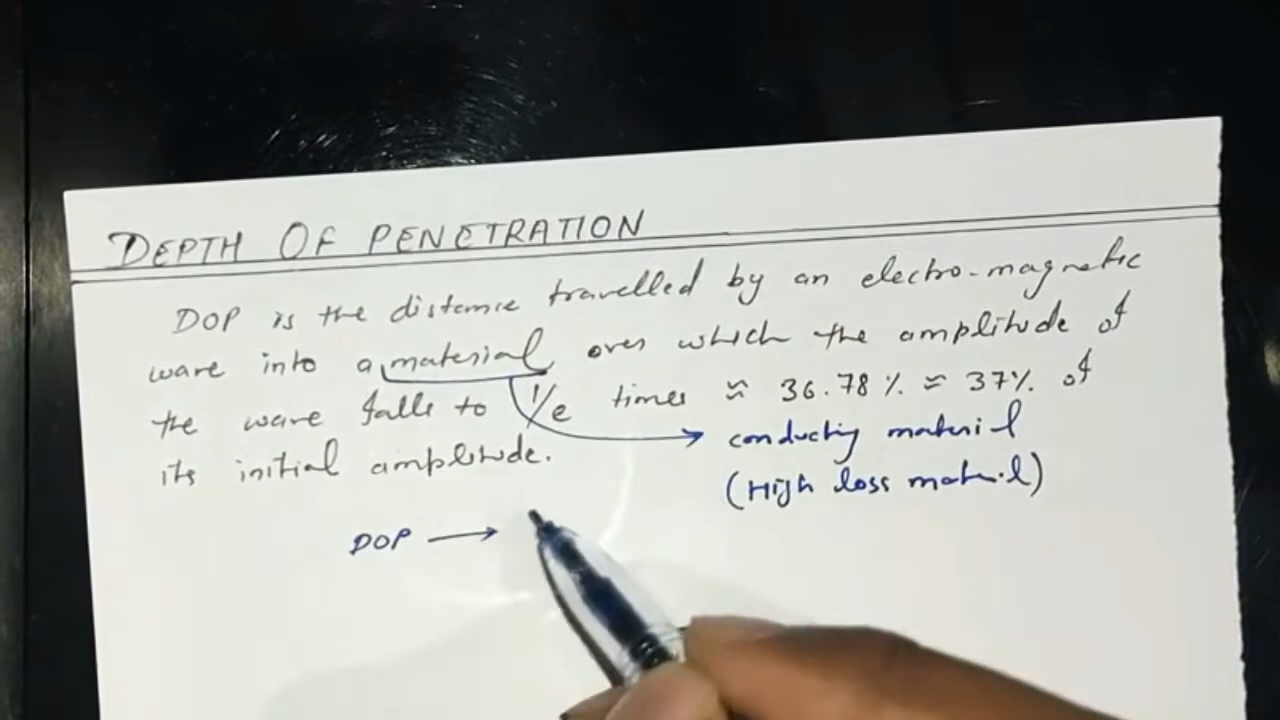 DEPTH OF PENETRATION
DOP is the distance travelled by an electro-magnetic
wave into a material over which the amplitude of
the wave falls to 1/e times ≈ 36.78% ≈ 37% of
its initial amplitude.
conducting material
(High loss material)
DOP →